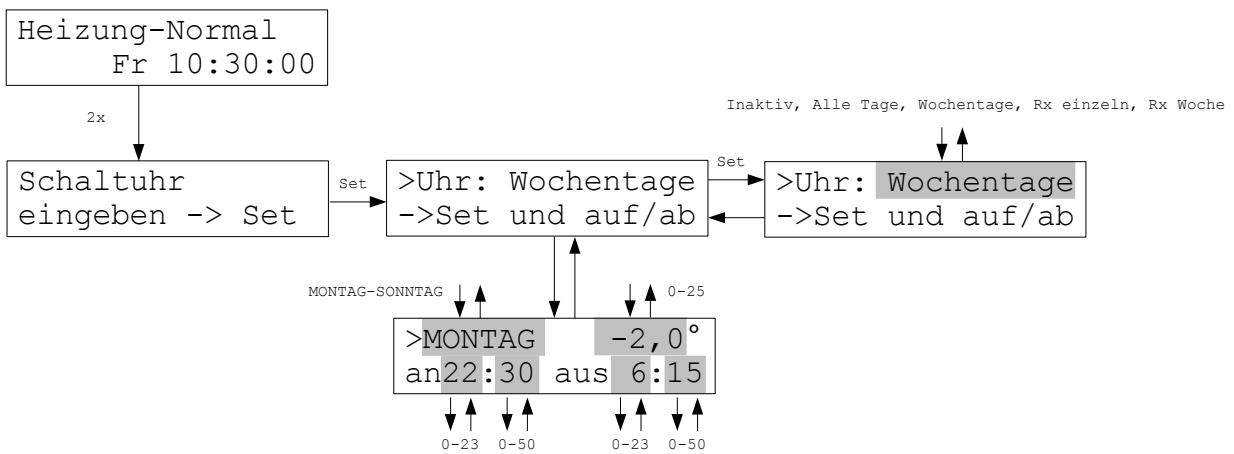 Heizung-Normal
Fr 10:30:00
2x
Inaktiv, Alle Tage, Wochentage, Rx einzeln, Rx Woche
Schaltuhr
eingeben -> Set
Set
>Uhr: Wochentage
->Set und auf/ab
Set
>Uhr: Wochentage
->Set und auf/ab
MONTAG-SONNTAG
0-25
>MONTAG -2,0°
an22:30 aus 6:15
0-23 0-50 0-23 0-50